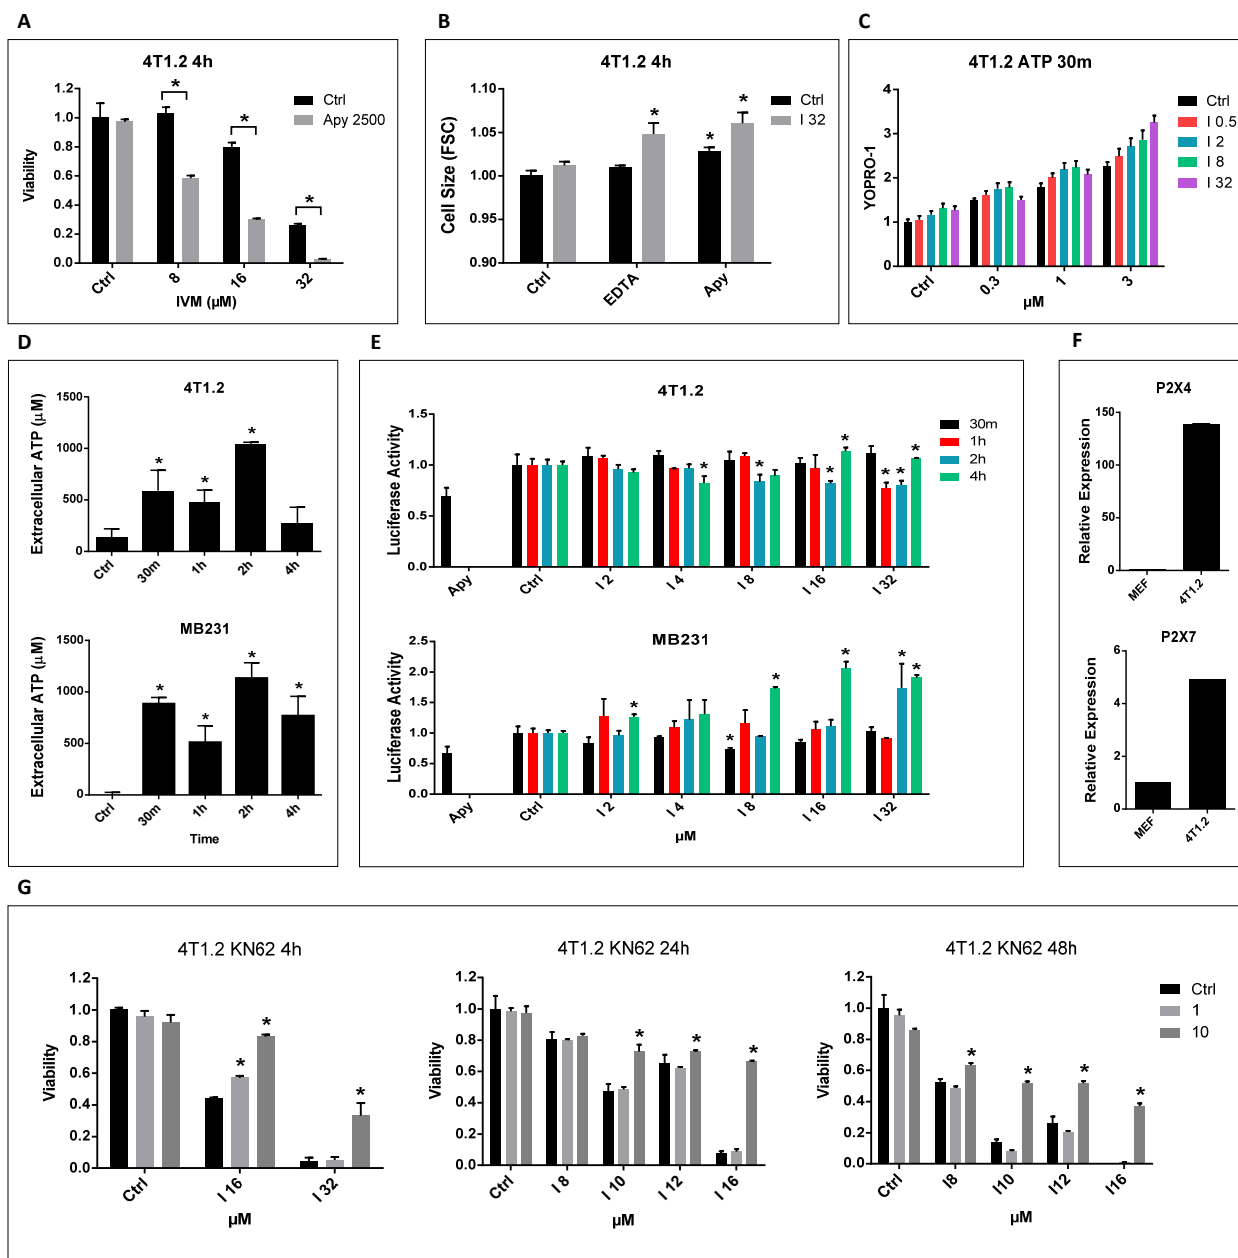 A
4T1.2 4h
Viability
1.2
1.0
0.8
0.6
0.4
0.2
0.0
* * *
Ctrl
Apy 2500
Ctrl 8 16 32
IVM (µM)
B
4T1.2 4h
Cell Size (FSC)
1.10
1.05
1.00
0.95
0.90
* * *
Ctrl
I 32
Ctrl EDTA Apy
C
4T1.2 ATP 30m
YOPRO-1
4
3
2
1
0
Ctrl
I 0.5
I 2
I 8
I 32
Ctrl 0.3 1 3
µM
D
4T1.2
Extracellular ATP (µM)
1500
1000
500
0
* * *
Ctrl 30m 1h 2h 4h
MB231
Extracellular ATP (µM)
1500
1000
500
0
* * * *
Ctrl 30m 1h 2h 4h
Time
E
4T1.2
Luciferase Activity
1.5
1.0
0.5
0.0
* * * * * * *
30m
1h
2h
4h
Apy Ctrl I 2 I 4 I 8 I 16 I 32
MB231
Luciferase Activity
2.5
2.0
1.5
1.0
0.5
0.0
* * * * * *
Apy Ctrl I 2 I 4 I 8 I 16 I 32
µM
F
P2X4
Relative Expression
150
100
50
0
MEF 4T1.2
P2X7
Relative Expression
6
4
2
0
MEF 4T1.2
G
4T1.2 KN62 4h
Viability
1.2
1.0
0.8
0.6
0.4
0.2
0.0
* * *
Ctrl I 16 I 32
µM
4T1.2 KN62 24h
Viability
1.2
1.0
0.8
0.6
0.4
0.2
0.0
* * *
Ctrl I 8 I 10 I 12 I 16
µM
4T1.2 KN62 48h
Viability
1.2
1.0
0.8
0.6
0.4
0.2
0.0
* * * *
Ctrl
1
10
Ctrl I8 I10 I12 I16
µM